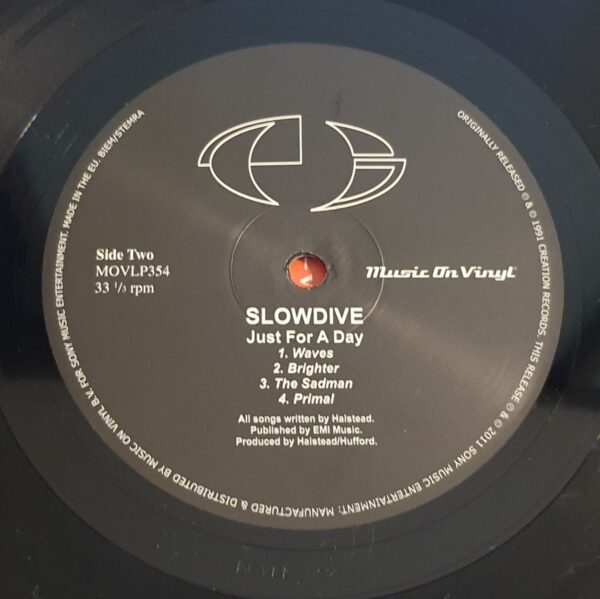 Side Two
MOVLP354
33 ⅓ rpm
Music On Vinyl
SLOWDIVE
Just For A Day
1. Waves
2. Brighter
3. The Sadman
4. Primal
All songs written by Halstead.
Published by EMI Music.
Produced by Halstead/Hufford.
ORIGINALLY RELEASED ℗ & © 1991 CREATION RECORDS. THIS RELEASE ℗ & © 2011 SONY MUSIC ENTERTAINMENT: MANUFACTURED & DISTRIBUTED BY MUSIC ON VINYL B.V. FOR SONY MUSIC ENTERTAINMENT. MADE IN THE EU. BIEM/STEMRA